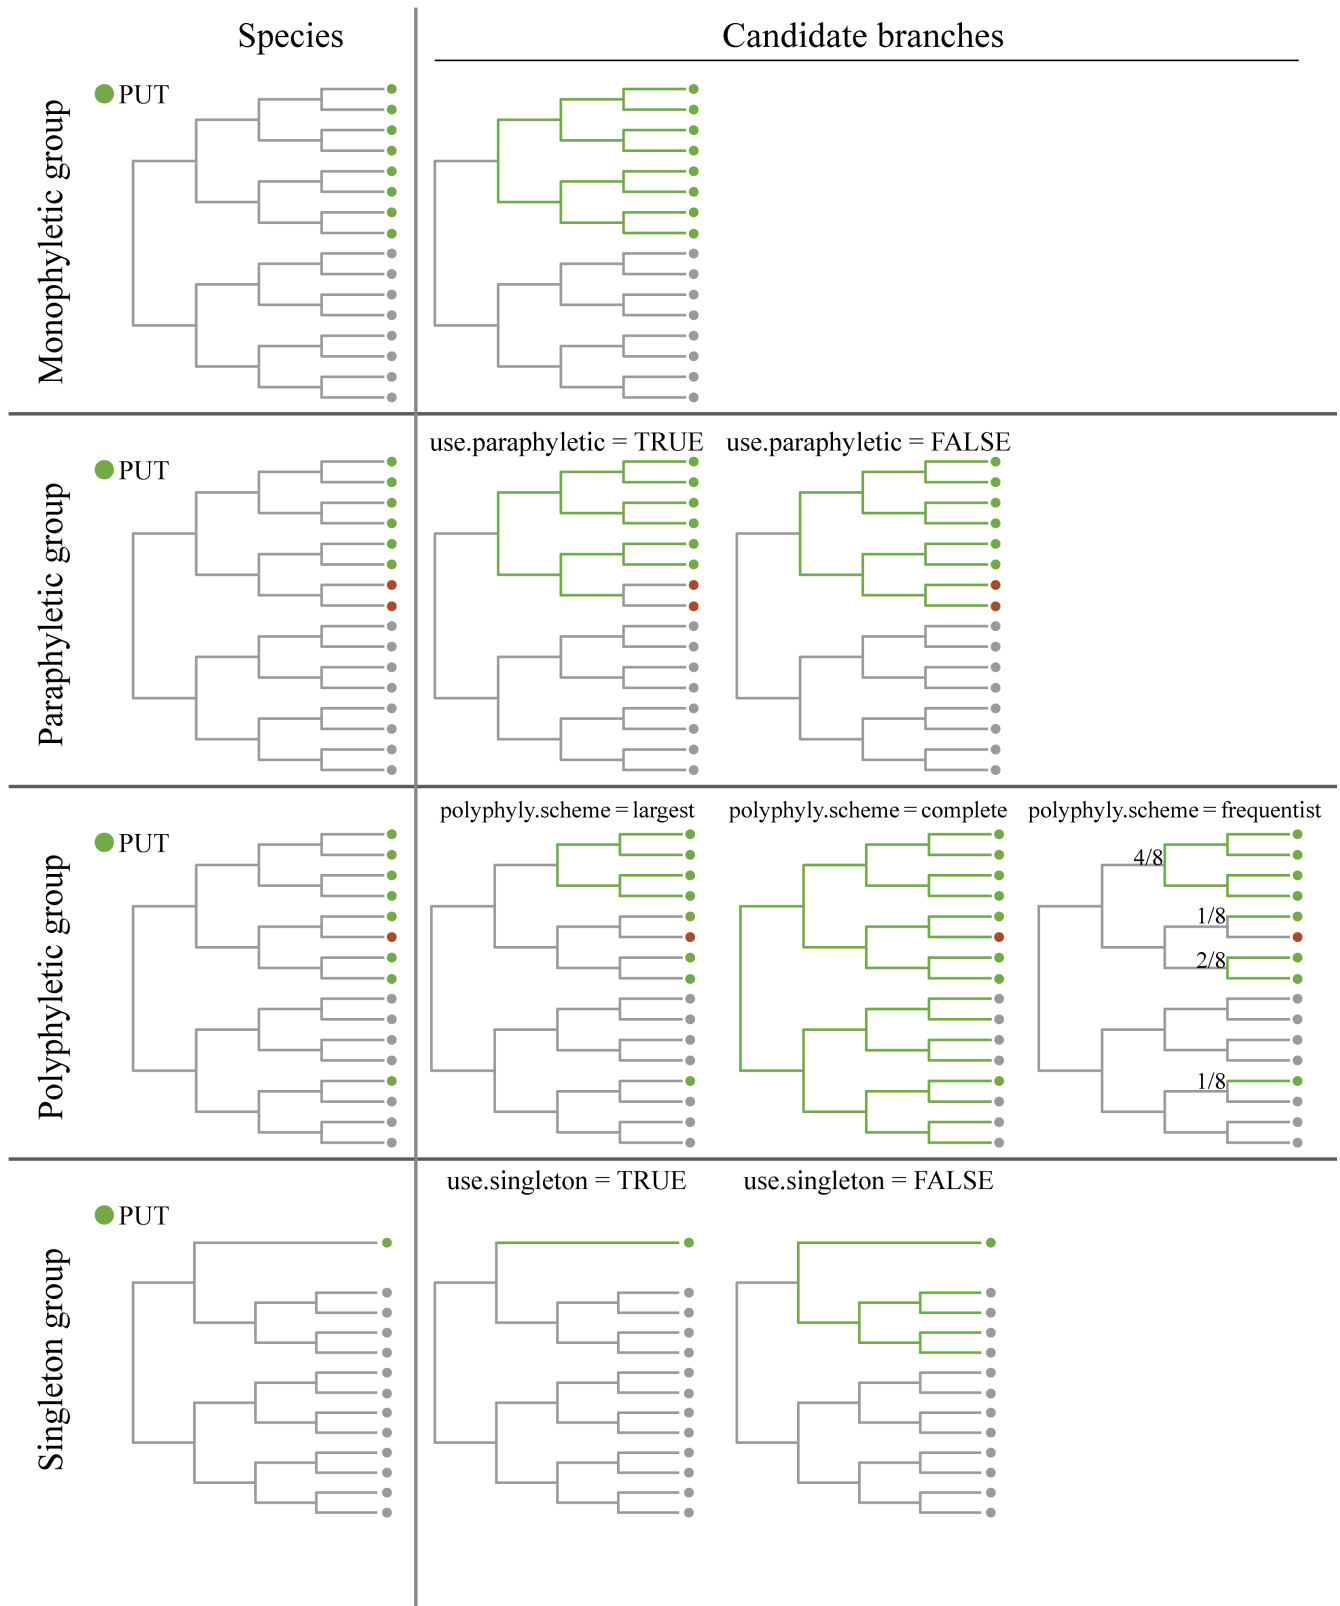 Species
Candidate branches
Monophyletic group
PUT
Paraphyletic group
PUT
use.paraphyletic = TRUE
use.paraphyletic = FALSE
Polyphyletic group
PUT
polyphyly.scheme = largest
polyphyly.scheme = complete
polyphyly.scheme = frequentist
4/8
1/8
2/8
1/8
Singleton group
PUT
use.singleton = TRUE
use.singleton = FALSE